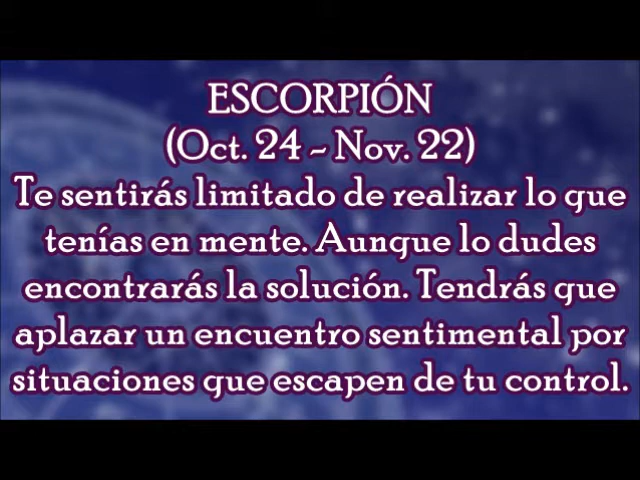 ESCORPIÓN
(Oct. 24 - Nov. 22)
Te sentirás limitado de realizar lo que
tenías en mente. Aunque lo dudes
encontrarás la solución. Tendrás que
aplazar un encuentro sentimental por
situaciones que escapen de tu control.